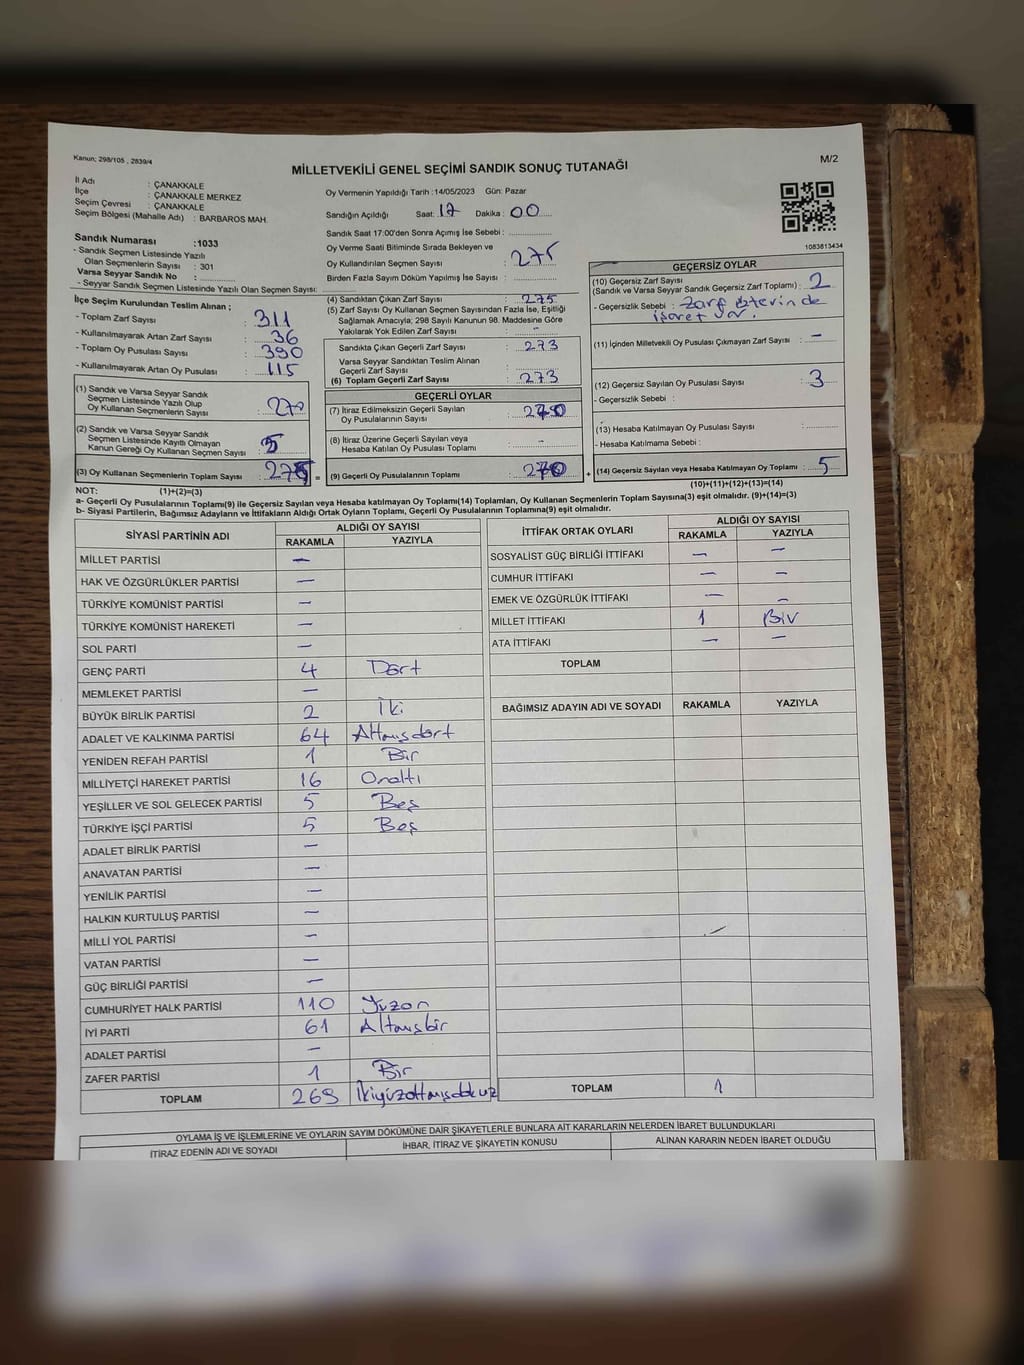 Kanun; 298/105 , 2839/4
MİLLETVEKİLİ GENEL SEÇİMİ SANDIK SONUÇ TUTANAĞI
M/2
İl Adı : ÇANAKKALE
İlçe : ÇANAKKALE MERKEZ
Seçim Çevresi : ÇANAKKALE
Seçim Bölgesi (Mahalle Adı) : BARBAROS MAH.
Oy Vermenin Yapıldığı Tarih :14/05/2023 Gün: Pazar
Sandığın Açıldığı Saat: 17 Dakika : 00
Sandık Saat 17:00'den Sonra Açımış İse Sebebi :
Oy Verme Saati Bitiminde Sırada Bekleyen ve
Oy Kullandırılan Seçmen Sayısı : 275
Birden Fazla Sayım Döküm Yapılmış İse Sayısı :
1083813434
Sandık Numarası :1033
- Sandık Seçmen Listesinde Yazılı
Olan Seçmenlerin Sayısı : 301
Varsa Seyyar Sandık No :
- Seyyar Sandık Seçmen Listesinde Yazılı Olan Seçmen Sayısı:
İlçe Seçim Kurulundan Teslim Alınan ;
- Toplam Zarf Sayısı : 311
- Kullanılmayarak Artan Zarf Sayısı : 36
- Toplam Oy Pusulası Sayısı : 390
- Kullanılmayarak Artan Oy Pusulası : 115
(1) Sandık ve Varsa Seyyar Sandık
Seçmen Listesinde Yazılı Olup
Oy Kullanan Seçmenlerin Sayısı : 270
(2) Sandık ve Varsa Seyyar Sandık
Seçmen Listesinde Kayıtlı Olmayan
Kanun Gereği Oy Kullanan Seçmen Sayısı : 5
(3) Oy Kullanan Seçmenlerin Toplam Sayısı : 275 =
(4) Sandıktan Çıkan Zarf Sayısı : 275
(5) Zarf Sayısı Oy Kullanan Seçmen Sayısından Fazla İse, Eşitliği
Sağlamak Amacıyla, 298 Sayılı Kanunun 98. Maddesine Göre
Yakılarak Yok Edilen Zarf Sayısı : -
Sandıkta Çıkan Geçerli Zarf Sayısı : 273
Varsa Seyyar Sandıktan Teslim Alınan
Geçerli Zarf Sayısı :
(6) Toplam Geçerli Zarf Sayısı : 273
GEÇERLİ OYLAR
(7) İtiraz Edilmeksizin Geçerli Sayılan
Oy Pusulalarının Sayısı : 270
(8) İtiraz Üzerine Geçerli Sayılan veya
Hesaba Katılan Oy Pusulası Toplamı : -
(9) Geçerli Oy Pusulalarının Toplamı : 270 +
GEÇERSİZ OYLAR
(10) Geçersiz Zarf Sayısı
(Sandık ve Varsa Seyyar Sandık Geçersiz Zarf Toplamı) : 2
- Geçersizlik Sebebi : Zarf üzerinde
işaret var.
(11) İçinden Milletvekili Oy Pusulası Çıkmayan Zarf Sayısı : -
(12) Geçersiz Sayılan Oy Pusulası Sayısı : 3
- Geçersizlik Sebebi :
(13) Hesaba Katılmayan Oy Pusulası Sayısı :
- Hesaba Katılmama Sebebi :
(14) Geçersiz Sayılan veya Hesaba Katılmayan Oy Toplamı : 5
NOT: (1)+(2)=(3)
(10)+(11)+(12)+(13)=(14)
a- Geçerli Oy Pusulalarının Toplamı(9) ile Geçersiz Sayılan veya Hesaba katılmayan Oy Toplamı(14) Toplamları, Oy Kullanan Seçmenlerin Toplam Sayısına(3) eşit olmalıdır. (9)+(14)=(3)
b- Siyasi Partilerin, Bağımsız Adayların ve İttifakların Aldığı Ortak Oyların Toplamı, Geçerli Oy Pusulalarının Toplamına(9) eşit olmalıdır.
SİYASİ PARTİNİN ADI ALDIĞI OY SAYISI
RAKAMLA YAZIYLA
MİLLET PARTİSİ -
HAK VE ÖZGÜRLÜKLER PARTİSİ -
TÜRKİYE KOMÜNİST PARTİSİ -
TÜRKİYE KOMÜNİST HAREKETİ -
SOL PARTİ -
GENÇ PARTİ 4 Dört
MEMLEKET PARTİSİ -
BÜYÜK BİRLİK PARTİSİ 2 İki
ADALET VE KALKINMA PARTİSİ 64 Altmışdört
YENİDEN REFAH PARTİSİ 1 Bir
MİLLİYETÇİ HAREKET PARTİSİ 16 Onaltı
YEŞİLLER VE SOL GELECEK PARTİSİ 5 Beş
TÜRKİYE İŞÇİ PARTİSİ 5 Beş
ADALET BİRLİK PARTİSİ -
ANAVATAN PARTİSİ -
YENİLİK PARTİSİ -
HALKIN KURTULUŞ PARTİSİ -
MİLLİ YOL PARTİSİ -
VATAN PARTİSİ -
GÜÇ BİRLİĞİ PARTİSİ -
CUMHURİYET HALK PARTİSİ 110 Yüzon
İYİ PARTİ 61 Altmışbir
ADALET PARTİSİ -
ZAFER PARTİSİ 1 Bir
TOPLAM 269 İkiyüzaltmışdokuz
İTTİFAK ORTAK OYLARI ALDIĞI OY SAYISI
RAKAMLA YAZIYLA
SOSYALİST GÜÇ BİRLİĞİ İTTİFAKI - -
CUMHUR İTTİFAKI - -
EMEK VE ÖZGÜRLÜK İTTİFAKI - -
MİLLET İTTİFAKI 1 Bir
ATA İTTİFAKI - -
TOPLAM
BAĞIMSIZ ADAYIN ADI VE SOYADI RAKAMLA YAZIYLA
TOPLAM 1
OYLAMA İŞ VE İŞLEMLERİNE VE OYLARIN SAYIM DÖKÜMÜNE DAİR ŞİKAYETLERLE BUNLARA AİT KARARLARIN NELERDEN İBARET BULUNDUKLARI
İTİRAZ EDENİN ADI VE SOYADI İHBAR, İTİRAZ VE ŞİKAYETİN KONUSU ALINAN KARARIN NEDEN İBARET OLDUĞU